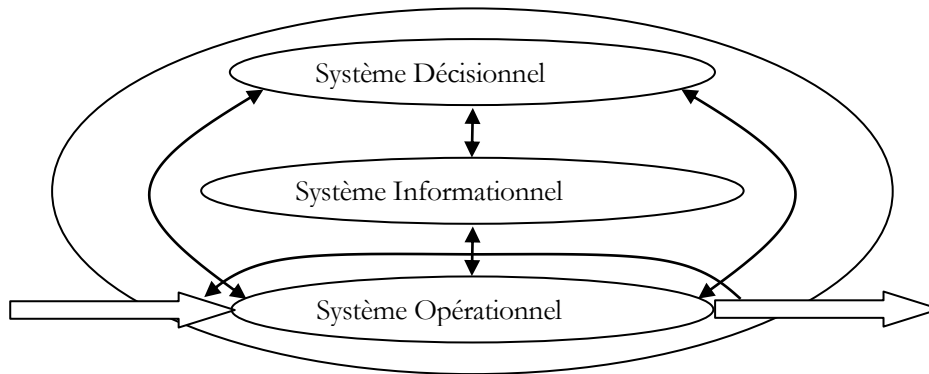 Système Décisionnel
Système Informationnel
Système Opérationnel